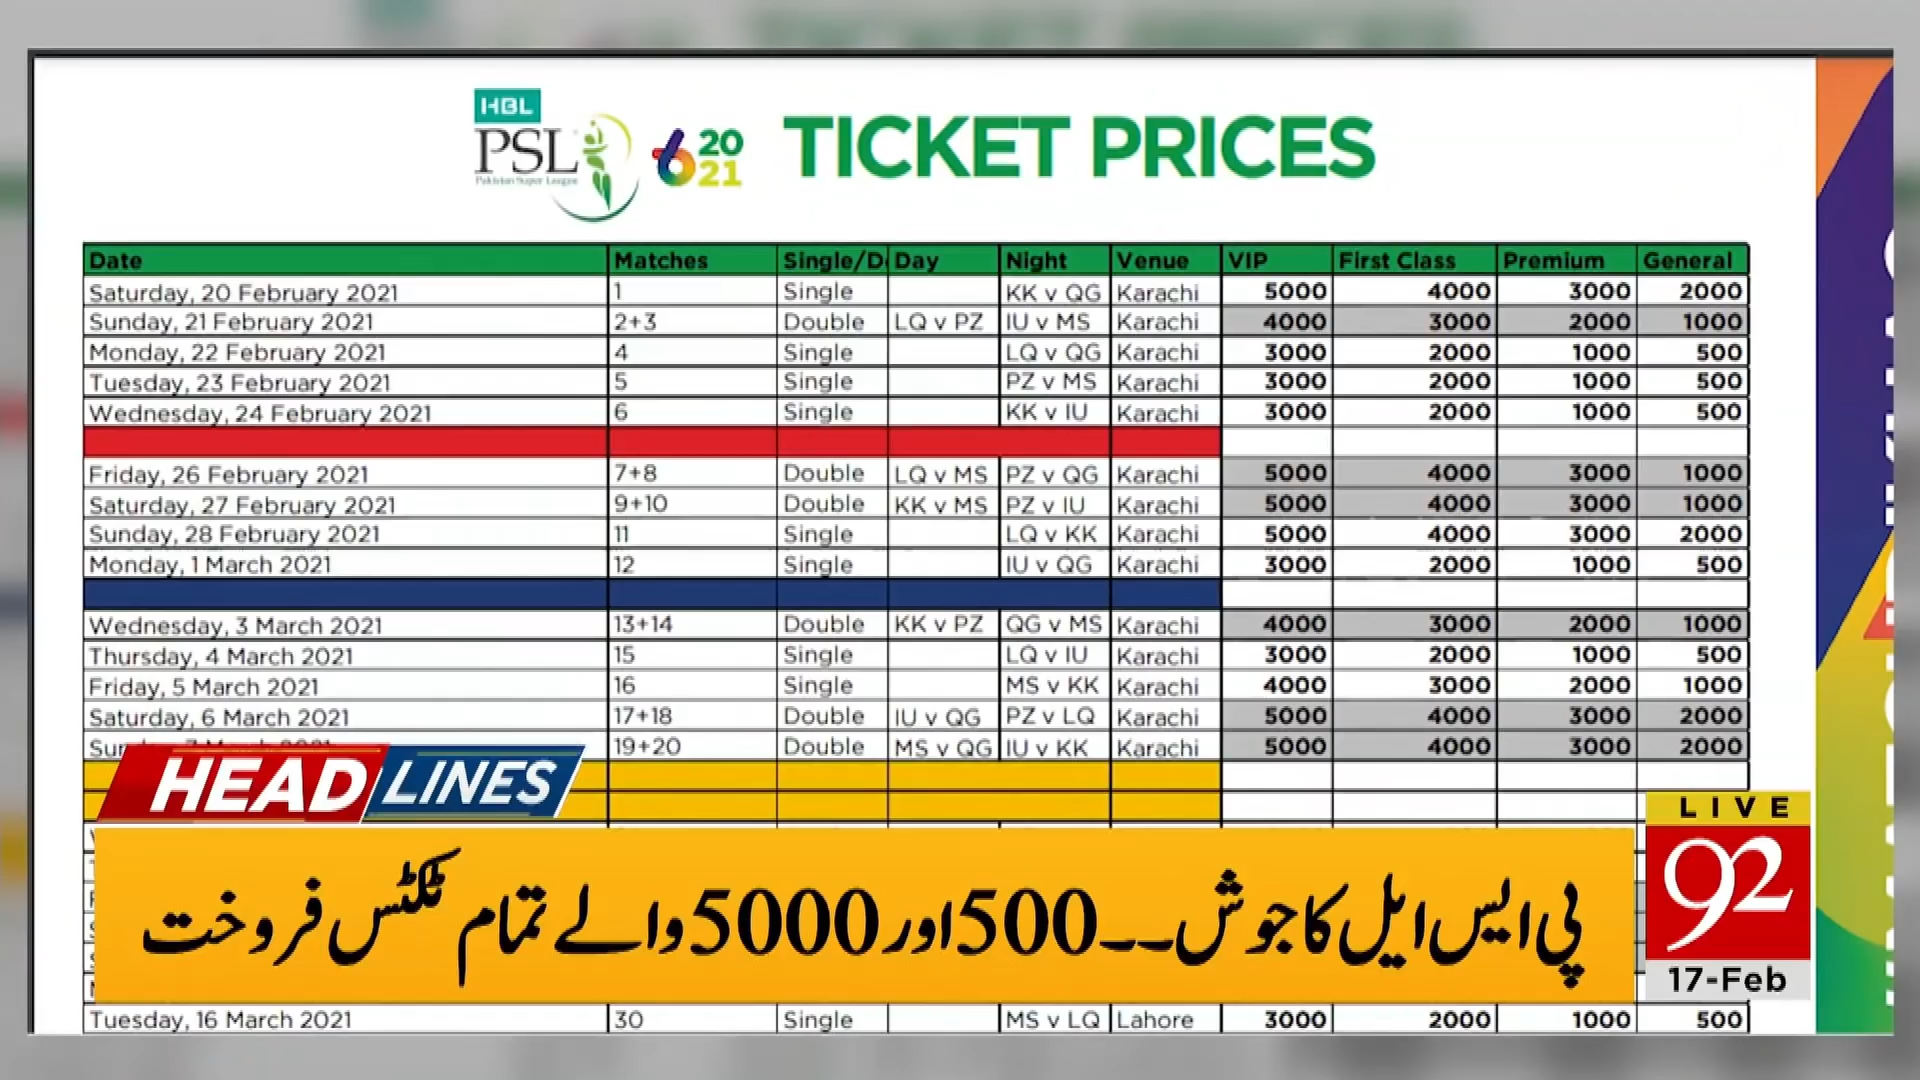 HBL
PSL
Pakistan Super League
6 20
21
TICKET PRICES
Date Matches Single/D Day Night Venue VIP First Class Premium General
Saturday, 20 February 2021 1 Single KK v QG Karachi 5000 4000 3000 2000
Sunday, 21 February 2021 2+3 Double LQ v PZ IU v MS Karachi 4000 3000 2000 1000
Monday, 22 February 2021 4 Single LQ v QG Karachi 3000 2000 1000 500
Tuesday, 23 February 2021 5 Single PZ v MS Karachi 3000 2000 1000 500
Wednesday, 24 February 2021 6 Single KK v IU Karachi 3000 2000 1000 500
Friday, 26 February 2021 7+8 Double LQ v MS PZ v QG Karachi 5000 4000 3000 1000
Saturday, 27 February 2021 9+10 Double KK v MS PZ v IU Karachi 5000 4000 3000 1000
Sunday, 28 February 2021 11 Single LQ v KK Karachi 5000 4000 3000 2000
Monday, 1 March 2021 12 Single IU v QG Karachi 3000 2000 1000 500
Wednesday, 3 March 2021 13+14 Double KK v PZ QG v MS Karachi 4000 3000 2000 1000
Thursday, 4 March 2021 15 Single LQ v IU Karachi 3000 2000 1000 500
Friday, 5 March 2021 16 Single MS v KK Karachi 4000 3000 2000 1000
Saturday, 6 March 2021 17+18 Double IU v QG PZ v LQ Karachi 5000 4000 3000 2000
Sunday, 7 March 2021 19+20 Double MS v QG IU v KK Karachi 5000 4000 3000 2000
HEADLINES
LIVE
92
17-Feb
پی ایس ایل کا جوش۔۔500 اور 5000 والے تمام ٹکٹس فروخت
Tuesday, 16 March 2021 30 Single MS v LQ Lahore 3000 2000 1000 500